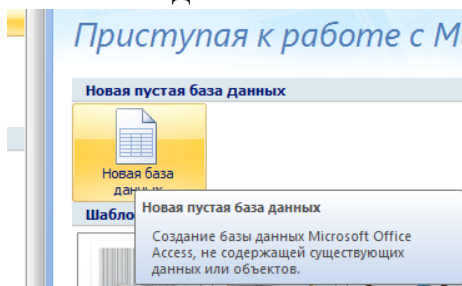 Приступая к работе с
Новая пустая база данных
Новая база
данных
Шабло
Новая пустая база данных
Создание базы данных Microsoft Office
Access, не содержащей существующих
данных или объектов.